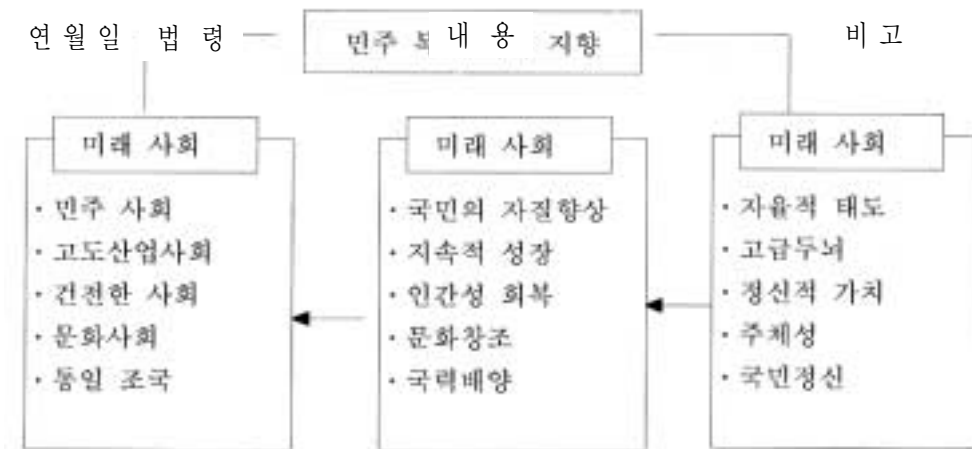 연월일 법령 내용 비고
민주 지향
미래 사회
· 민주 사회
· 고도산업사회
· 건전한 사회
· 문화사회
· 통일 조국
미래 사회
· 국민의 자질향상
· 지속적 성장
· 인간성 회복
· 문화창조
· 국력배양
미래 사회
· 자율적 태도
· 고급두뇌
· 정신적 가치
· 주체성
· 국민정신